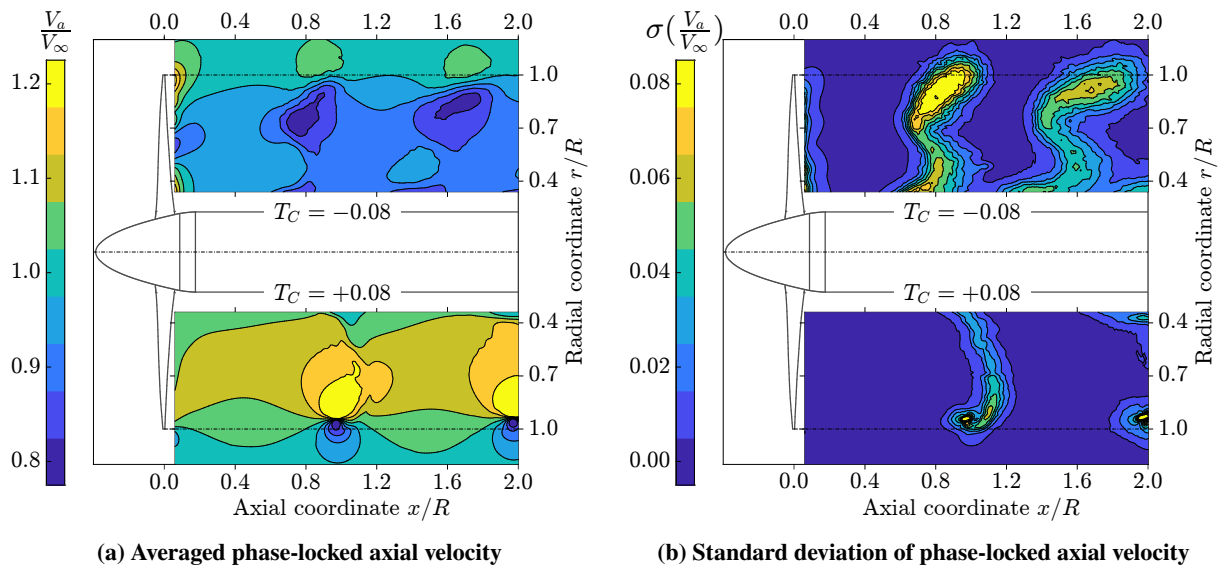 V_a/V_∞
σ(V_a/V_∞)
0.0 0.4 0.8 1.2 1.6 2.0
0.0 0.4 0.8 1.2 1.6 2.0
1.2
1.1
1.0
0.9
0.8
1.0
0.7
0.4
Radial coordinate r/R
0.4
0.7
1.0
T_C = −0.08
T_C = +0.08
0.0 0.4 0.8 1.2 1.6 2.0
Axial coordinate x/R
(a) Averaged phase-locked axial velocity
0.08
0.06
0.04
0.02
0.00
1.0
0.7
0.4
Radial coordinate r/R
0.4
0.7
1.0
T_C = −0.08
T_C = +0.08
0.0 0.4 0.8 1.2 1.6 2.0
Axial coordinate x/R
(b) Standard deviation of phase-locked axial velocity